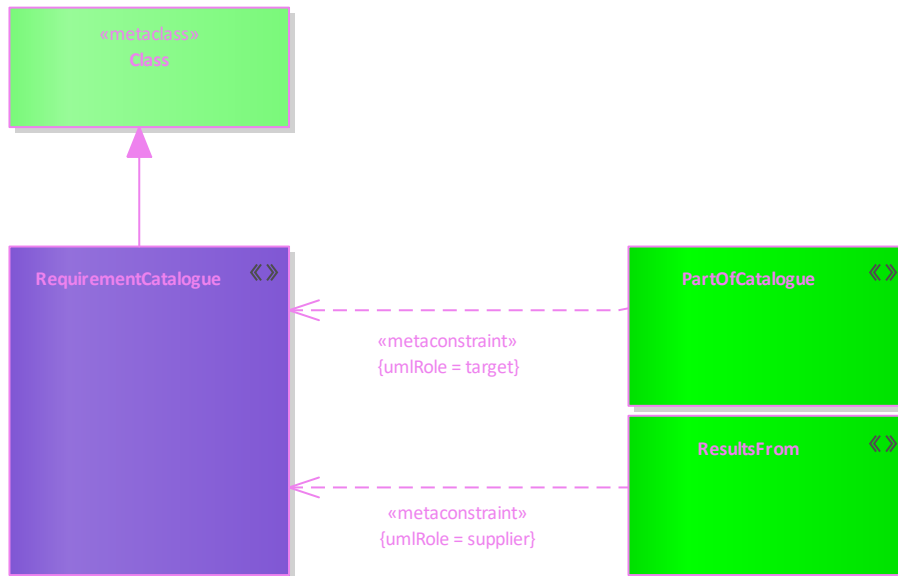 «metaclass»
Class
RequirementCatalogue
PartOfCatalogue
«metaconstraint»
{umlRole = target}
ResultsFrom
«metaconstraint»
{umlRole = supplier}